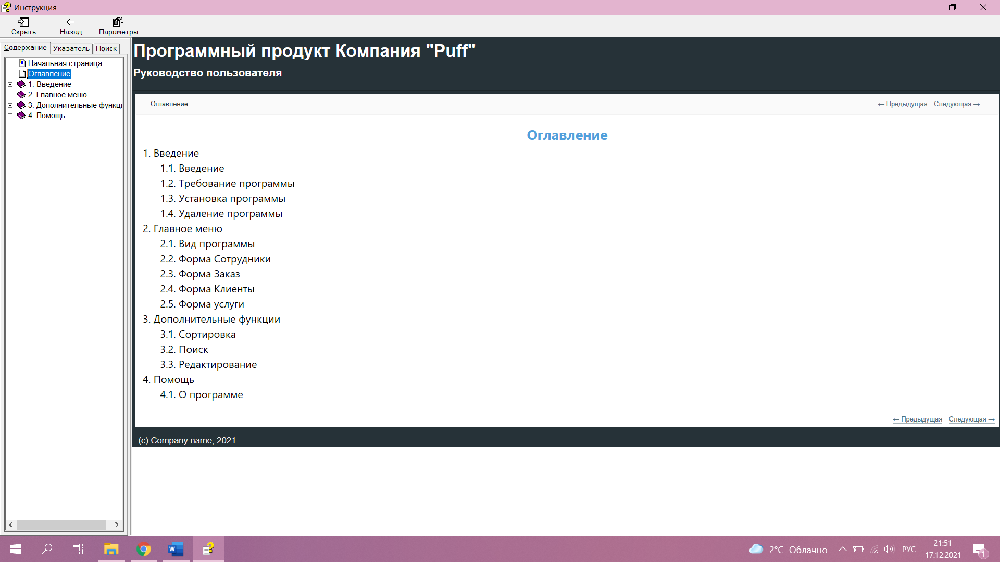 Инструкция
Скрыть
Назад
Параметры
Содержание
Указатель
Поиск
Начальная страница
Оглавление
1. Введение
2. Главное меню
3. Дополнительные функци
4. Помощь
Программный продукт Компания "Puff"
Руководство пользователя
Оглавление
← Предыдущая Следующая →
Оглавление
1. Введение
1.1. Введение
1.2. Требование программы
1.3. Установка программы
1.4. Удаление программы
2. Главное меню
2.1. Вид программы
2.2. Форма Сотрудники
2.3. Форма Заказ
2.4. Форма Клиенты
2.5. Форма услуги
3. Дополнительные функции
3.1. Сортировка
3.2. Поиск
3.3. Редактирование
4. Помощь
4.1. О программе
← Предыдущая Следующая →
(c) Company name, 2021
W
2°C Облачно
РУС
21:51
17.12.2021
1